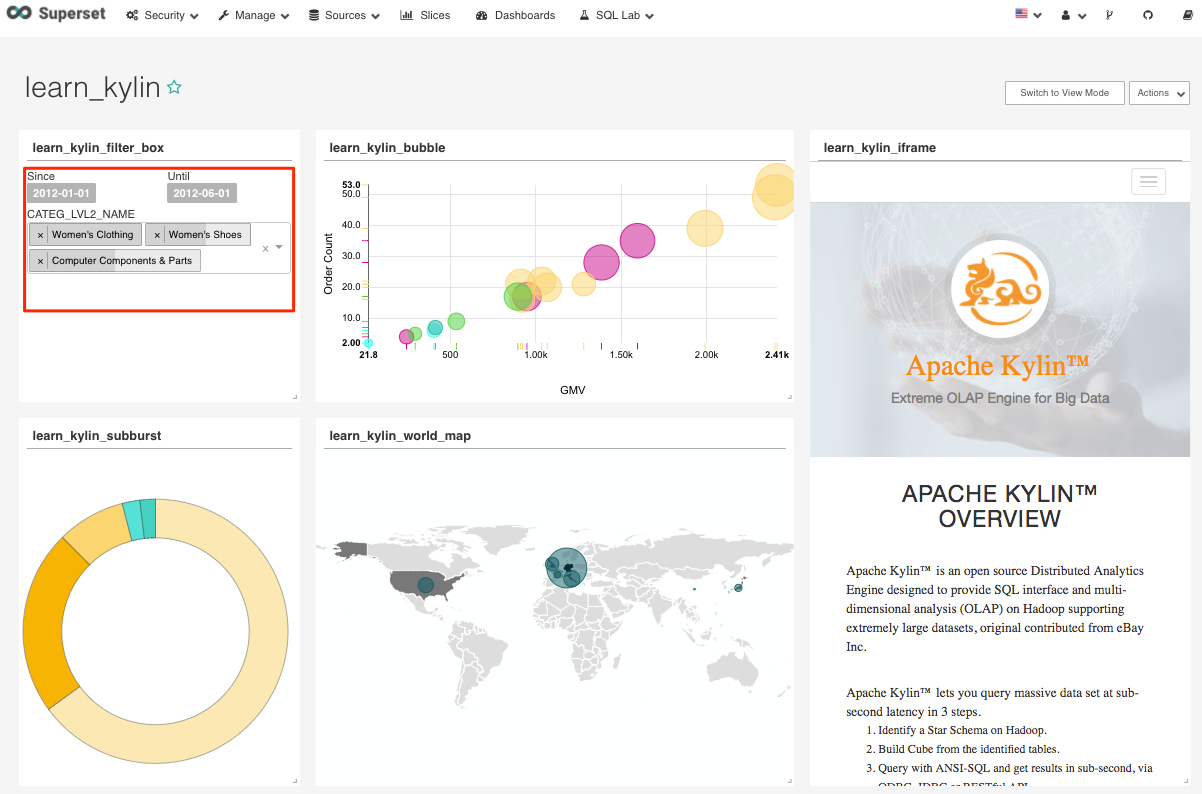 Superset Security Manage Sources Slices Dashboards SQL Lab
learn_kylin
Switch to View Mode Actions
learn_kylin_filter_box
Since Until
2012-01-01 2012-06-01
CATEG_LVL2_NAME
× Women's Clothing × Women's Shoes
× Computer Components & Parts
×
learn_kylin_bubble
53.0
50.0
40.0
30.0
20.0
10.0
2.00
Order Count
21.8 500 1.00k 1.50k 2.00k 2.41k
GMV
learn_kylin_iframe
Apache Kylin™
Extreme OLAP Engine for Big Data
APACHE KYLIN™
OVERVIEW
Apache Kylin™ is an open source Distributed Analytics
Engine designed to provide SQL interface and multi-
dimensional analysis (OLAP) on Hadoop supporting
extremely large datasets, original contributed from eBay
Inc.
Apache Kylin™ lets you query massive data set at sub-
second latency in 3 steps.
1. Identify a Star Schema on Hadoop.
2. Build Cube from the identified tables.
3. Query with ANSI-SQL and get results in sub-second, via
ODBC, JDBC or RESTful API.
learn_kylin_subburst
learn_kylin_world_map